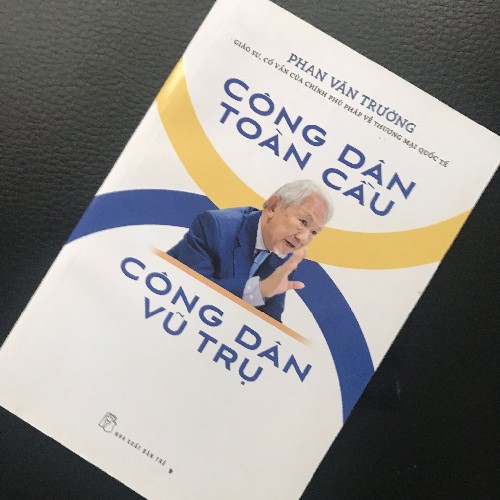 PHAN VĂN TRƯỜNG
GIÁO SƯ, CỐ VẤN CỦA CHÍNH PHỦ PHÁP VỀ THƯƠNG MẠI QUỐC TẾ
CÔNG DÂN
TOÀN CẦU
CÔNG DÂN
VŨ TRỤ
NHÀ XUẤT BẢN TRẺ